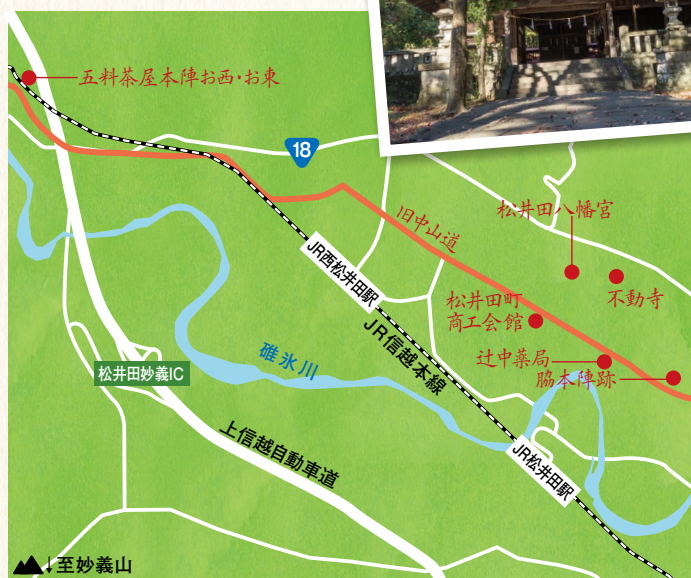 五料茶屋本陣お西・お東
18
旧中山道
松井田八幡宮
不動寺
JR西松井田駅
松井田町
商工会館
JR信越本線
辻中薬局
脇本陣跡
碓氷川
松井田妙義IC
上信越自動車道
JR松井田駅
↓至妙義山